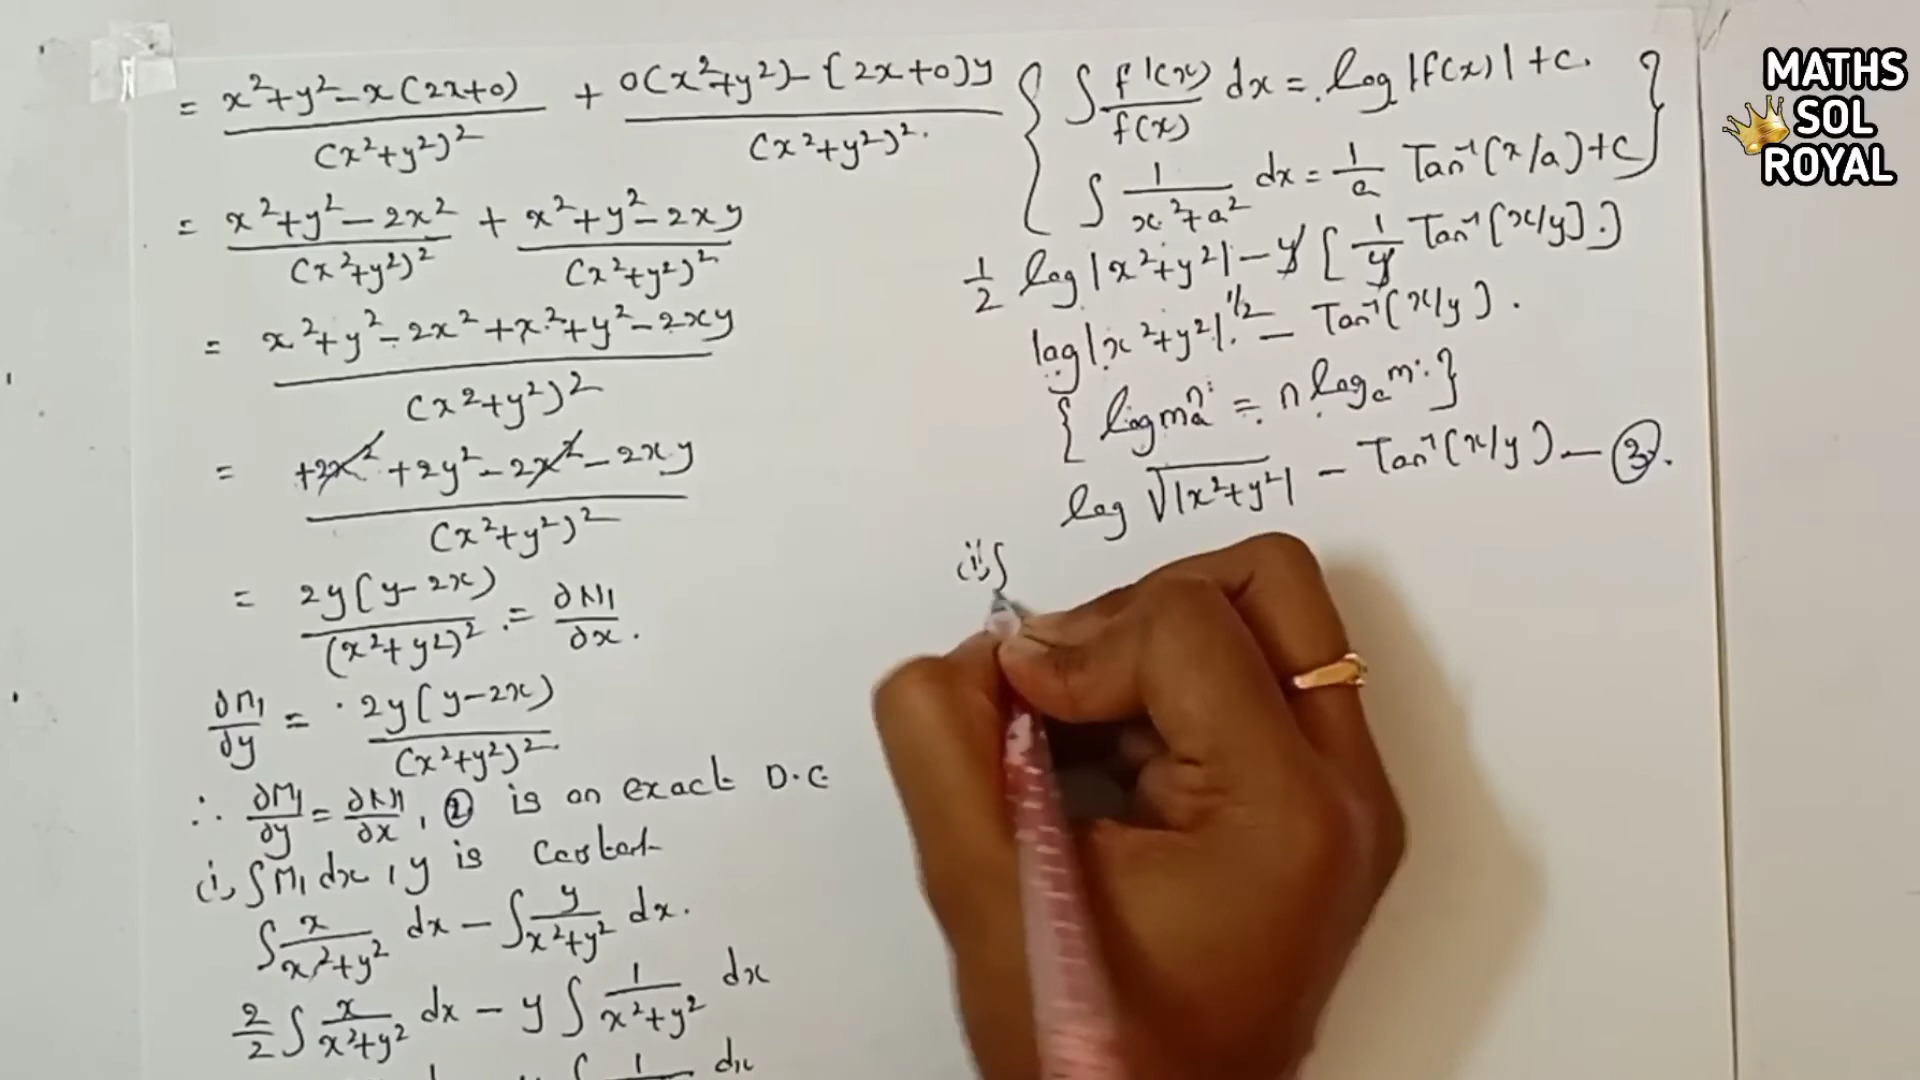 = x²+y²-x(2x+0) / (x²+y²)² + 0(x²+y²)-[2x+0]y / (x²+y²)².
= x²+y²-2x² / (x²+y²)² + x²+y²-2xy / (x²+y²)²
= x²+y²-2x²+x²+y²-2xy / (x²+y²)²
= +2x²+2y²-2x²-2xy / (x²+y²)²
= 2y(y-2x) / (x²+y²)² . = ∂N1/∂x.
∂M1/∂y = 2y(y-2x) / (x²+y²)².
∴ ∂M1/∂y = ∂N1/∂x, ② is an exact D.E
(i) ∫M1 dx, y is
∫ x/x²+y² dx - ∫ y/x²+y² dx.
2/2 ∫ x/x²+y² dx - y ∫ 1/x²+y² dx
{ ∫ f'(x)/f(x) dx = log|f(x)|+c.
∫ 1/x²+a² dx = 1/a Tan⁻¹(x/a)+c }
1/2 log|x²+y²| - y [1/y Tan⁻¹[x/y].]
log|x²+y²|^1/2 - Tan⁻¹(x/y).
{ log mⁿₐ = n logₐ m. }
log √|x²+y²| - Tan⁻¹(x/y) - ③.
(ii) ∫
MATHS
SOL
ROYAL